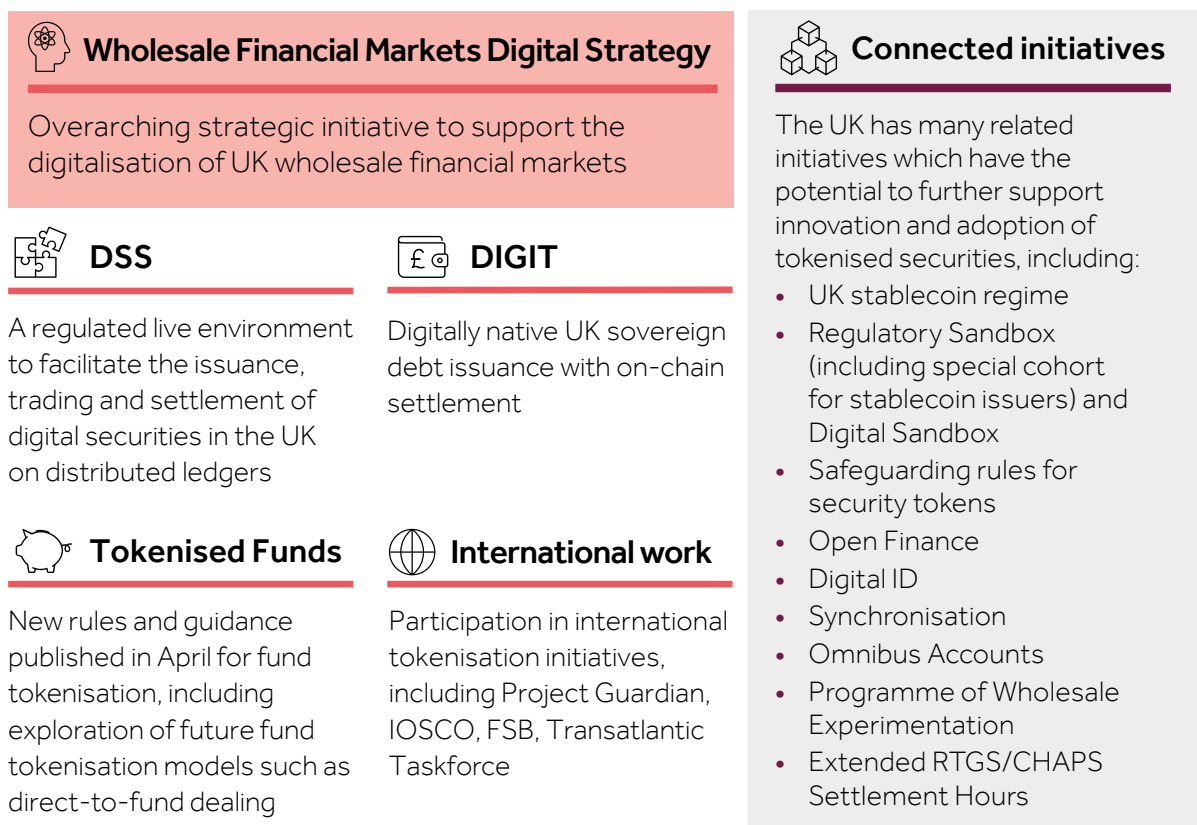 Wholesale Financial Markets Digital Strategy
Overarching strategic initiative to support the
digitalisation of UK wholesale financial markets
DSS
A regulated live environment
to facilitate the issuance,
trading and settlement of
digital securities in the UK
on distributed ledgers
DIGIT
Digitally native UK sovereign
debt issuance with on-chain
settlement
Tokenised Funds
New rules and guidance
published in April for fund
tokenisation, including
exploration of future fund
tokenisation models such as
direct-to-fund dealing
International work
Participation in international
tokenisation initiatives,
including Project Guardian,
IOSCO, FSB, Transatlantic
Taskforce
Connected initiatives
The UK has many related
initiatives which have the
potential to further support
innovation and adoption of
tokenised securities, including:
• UK stablecoin regime
• Regulatory Sandbox
(including special cohort
for stablecoin issuers) and
Digital Sandbox
• Safeguarding rules for
security tokens
• Open Finance
• Digital ID
• Synchronisation
• Omnibus Accounts
• Programme of Wholesale
Experimentation
• Extended RTGS/CHAPS
Settlement Hours